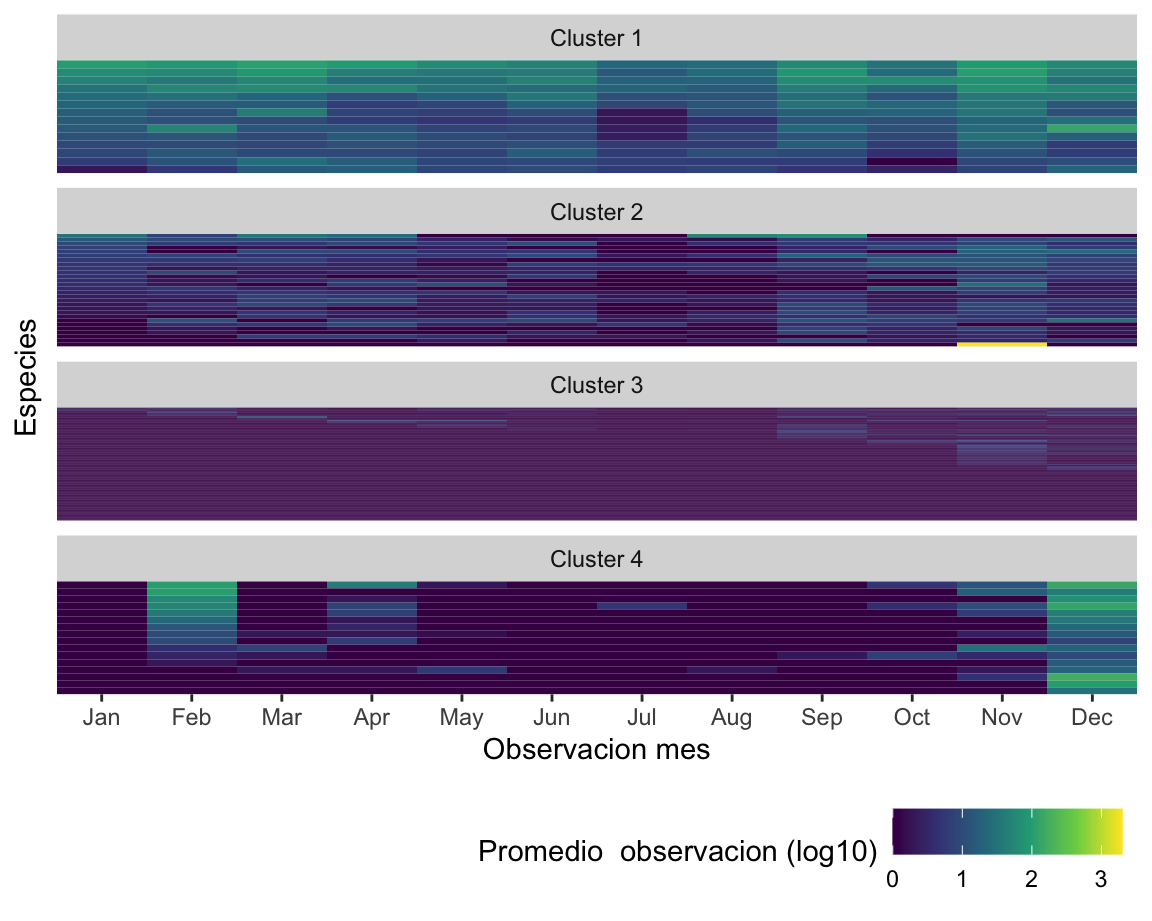 Cluster 1
Cluster 2
Cluster 3
Cluster 4
Especies
Jan Feb Mar Apr May Jun Jul Aug Sep Oct Nov Dec
Observacion mes
Promedio  observacion (log10)
0 1 2 3